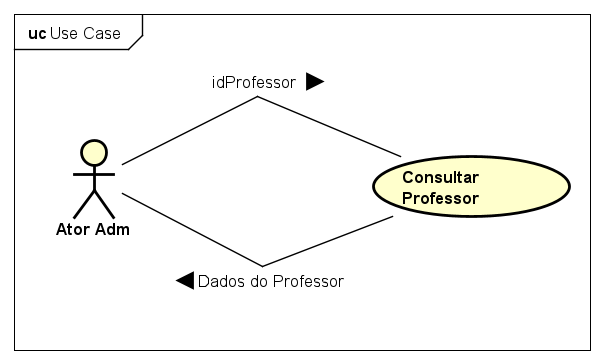 uc Use Case
idProfessor
Consultar
Professor
Ator Adm
Dados do Professor